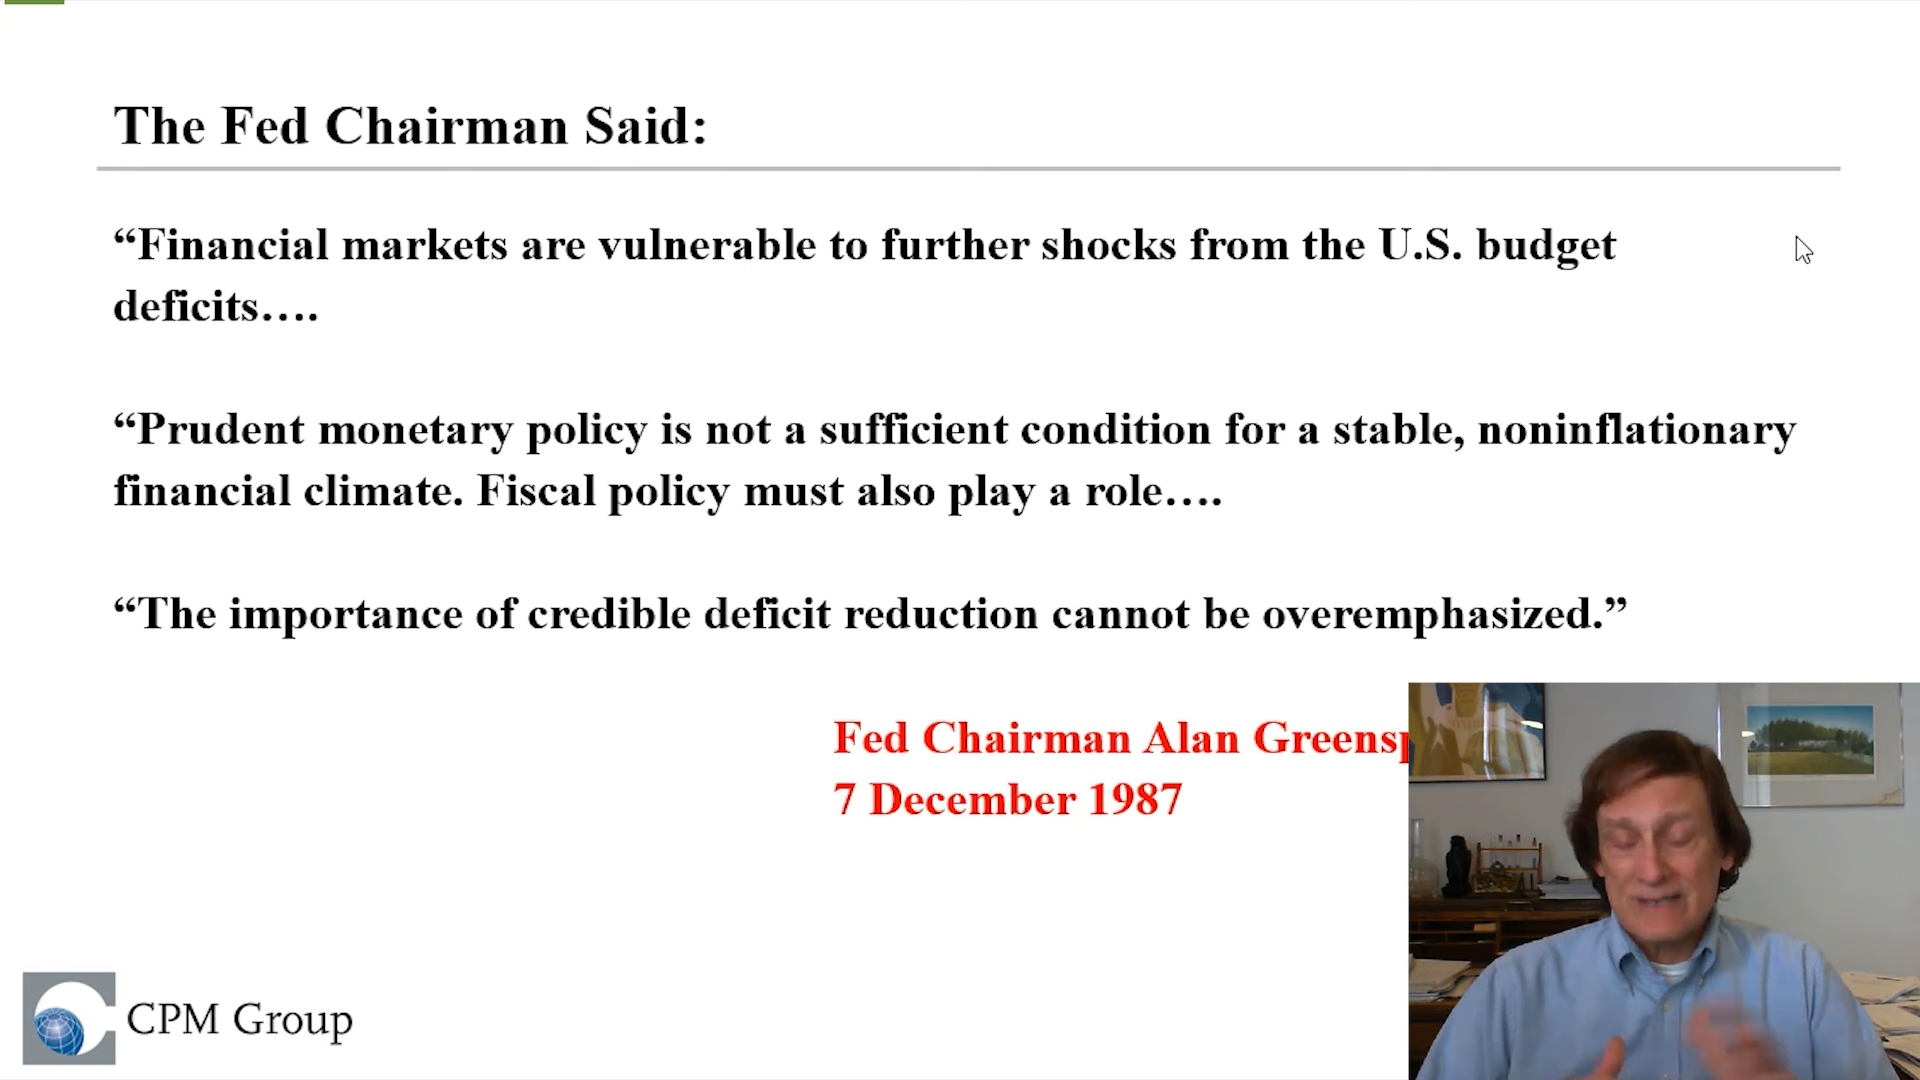 The Fed Chairman Said:
“Financial markets are vulnerable to further shocks from the U.S. budget
deficits….
“Prudent monetary policy is not a sufficient condition for a stable, noninflationary
financial climate. Fiscal policy must also play a role….
“The importance of credible deficit reduction cannot be overemphasized.”
Fed Chairman Alan Greensp
7 December 1987
CPM Group